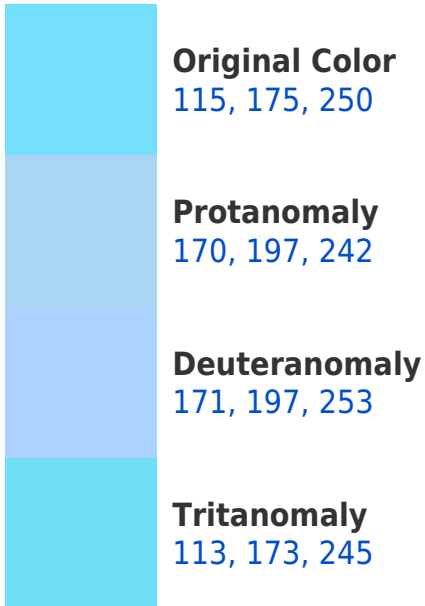 Original Color
115, 175, 250
Protanomaly
170, 197, 242
Deuteranomaly
171, 197, 253
Tritanomaly
113, 173, 245